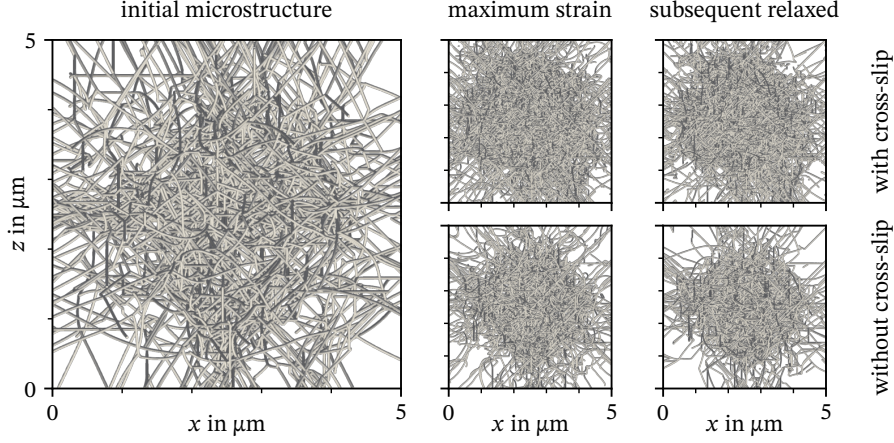 initial microstructure
maximum strain
subsequent relaxed
5
z in μm
0
0
5
x in μm
with cross-slip
without cross-slip
0
5
x in μm
0
5
x in μm